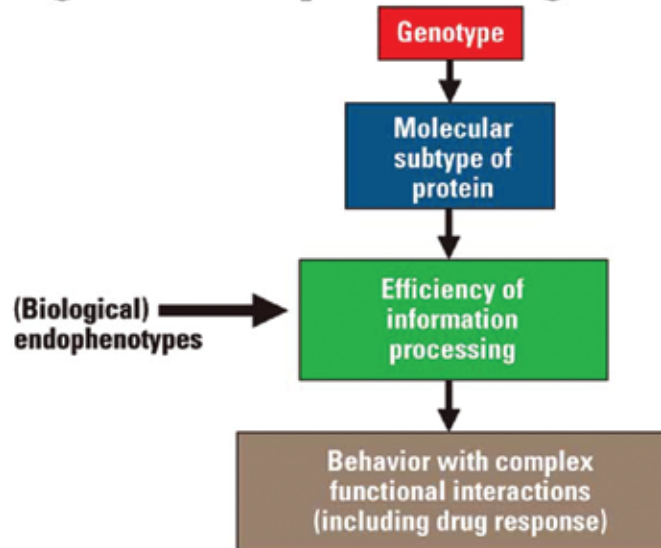 Genotype
Molecular
subtype of
protein
(Biological)
endophenotypes
Efficiency of
information
processing
Behavior with complex
functional interactions
(including drug response)